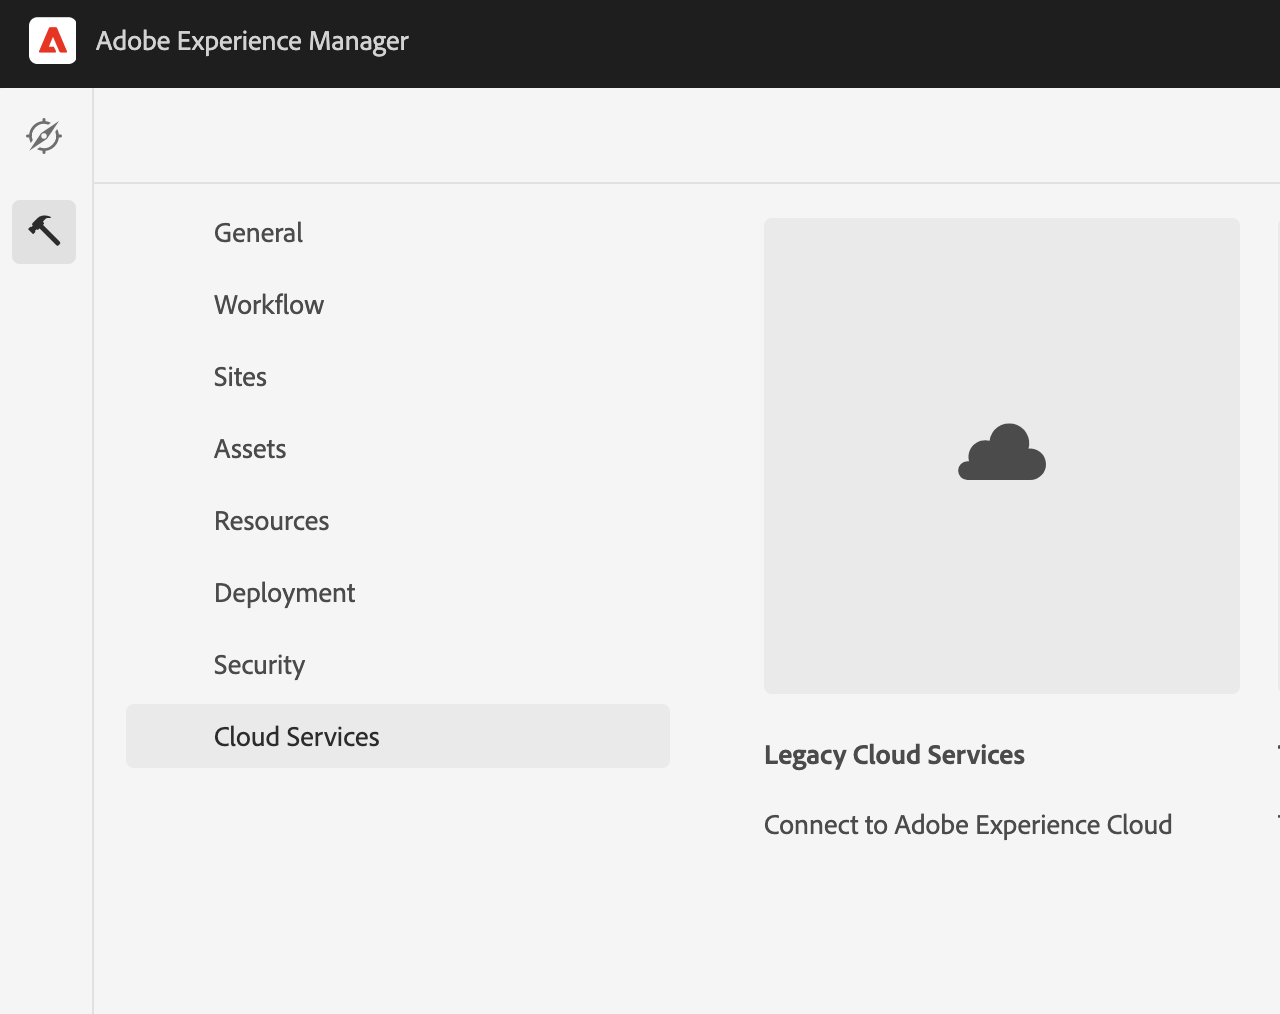 Adobe Experience Manager
General
Workflow
Sites
Assets
Resources
Deployment
Security
Cloud Services
Legacy Cloud Services
Connect to Adobe Experience Cloud